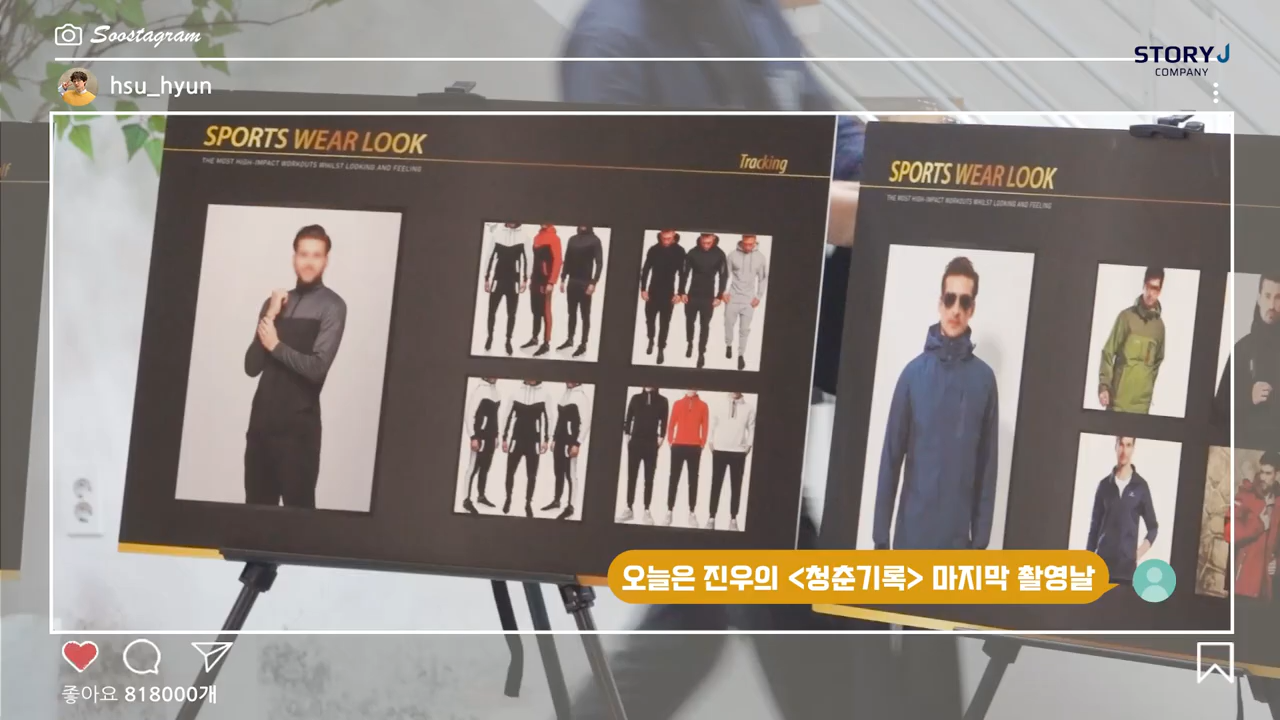 Soostagram
STORY J
COMPANY
hsu_hyun
SPORTS WEAR LOOK
THE MOST HIGH-IMPACT WORKOUTS WHILST LOOKING AND FEELING
Tracking
SPORTS WEAR LOOK
THE MOST HIGH-IMPACT WORKOUTS WHILST LOOKING AND FEELING
오늘은 진우의 <청춘기록> 마지막 촬영날
좋아요 818000개